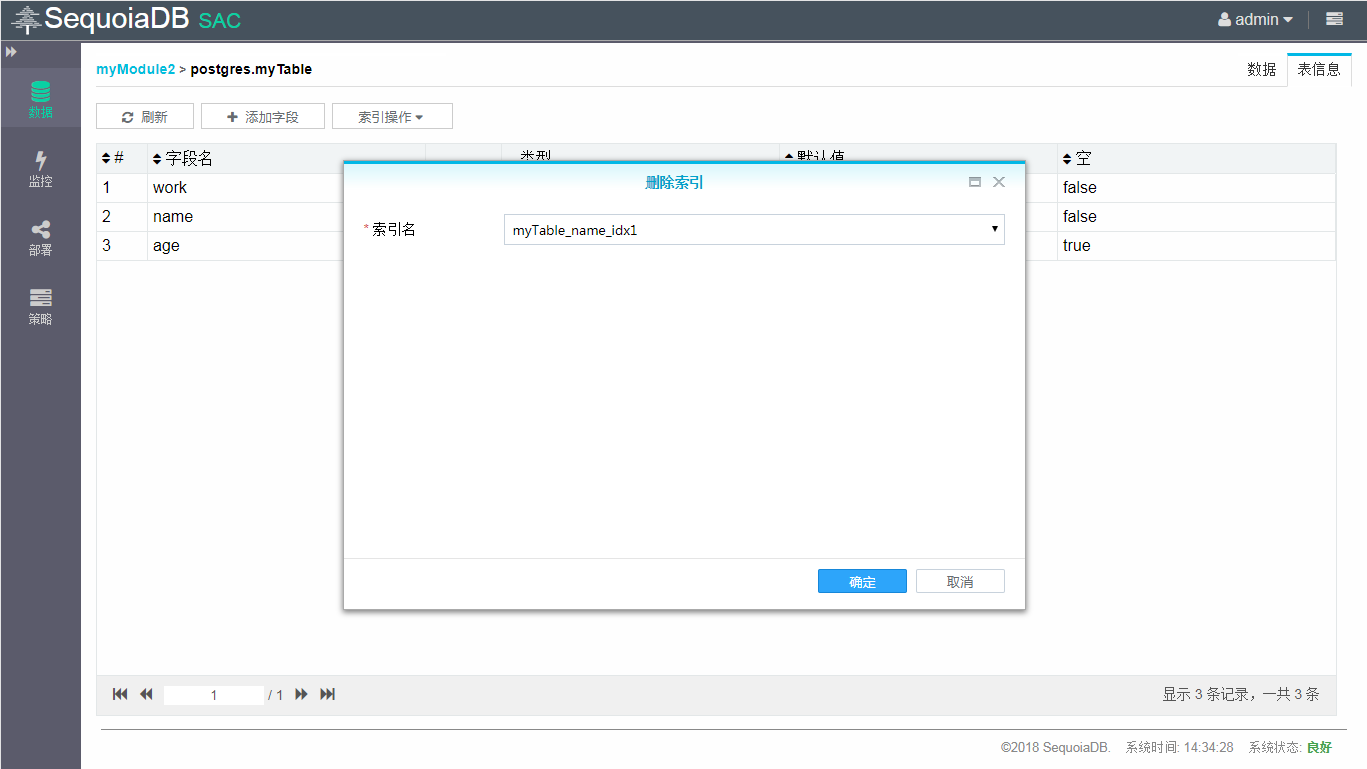 SequoiaDB SAC
admin
myModule2 > postgres.myTable
数据
表信息
数据
监控
部署
策略
刷新
添加字段
索引操作
# 字段名 类型 默认值 空
1 work false
2 name false
3 age true
删除索引
* 索引名
myTable_name_idx1
确定
取消
1 / 1
显示 3 条记录，一共 3 条
©2018 SequoiaDB. 系统时间: 14:34:28 系统状态: 良好